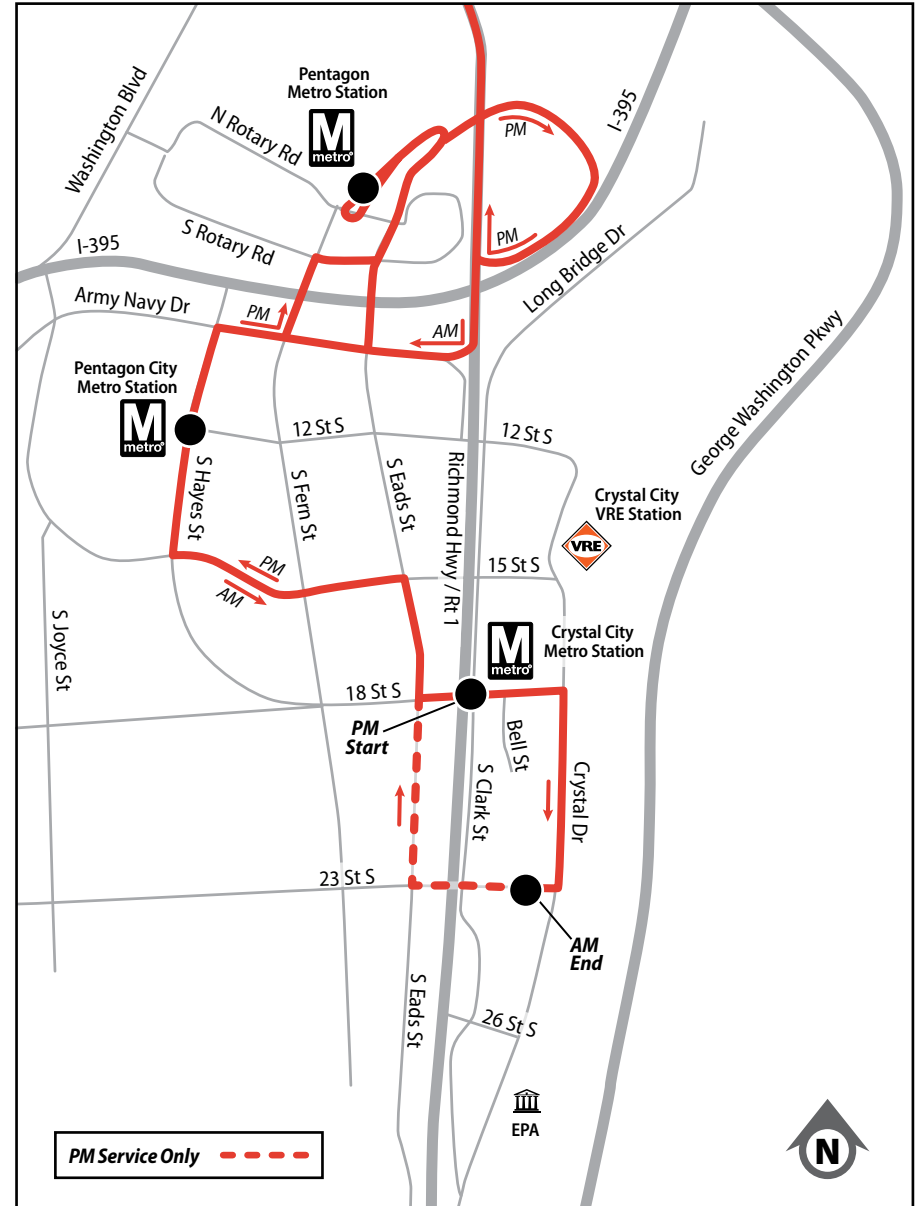 Washington Blvd
Pentagon
Metro Station
M
metro
N Rotary Rd
PM
I-395
S Rotary Rd
PM
I-395
Long Bridge Dr
Army Navy Dr
PM
AM
George Washington Pkwy
Pentagon City
Metro Station
M
metro
12 St S
12 St S
S Hayes St
S Fern St
S Eads St
Richmond Hwy / Rt 1
Crystal City
VRE Station
VRE
15 St S
PM
AM
S Joyce St
M
metro
Crystal City
Metro Station
18 St S
PM
Start
Bell St
S Clark St
Crystal Dr
23 St S
AM
End
S Eads St
26 St S
EPA
PM Service Only
N